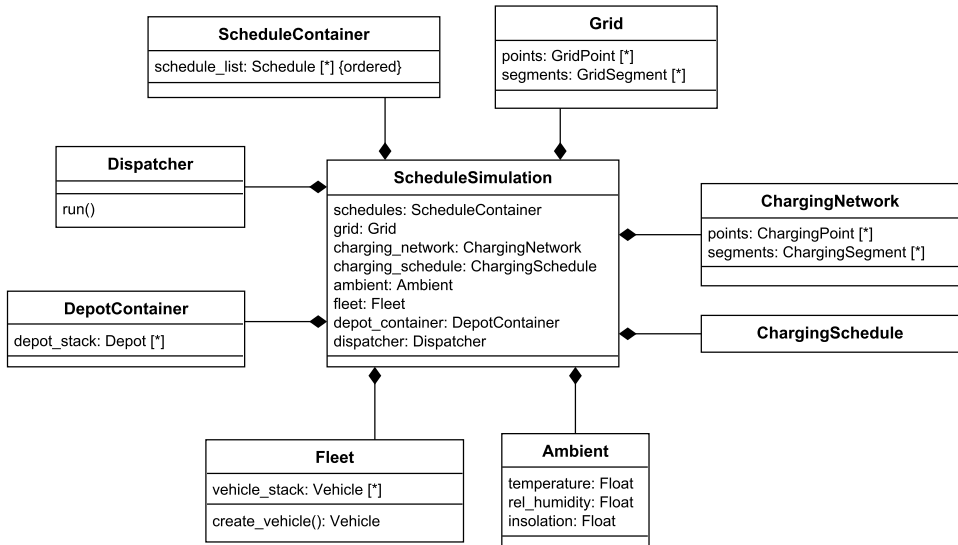 ScheduleContainer
schedule_list: Schedule [*] {ordered}
Grid
points: GridPoint [*]
segments: GridSegment [*]
Dispatcher
run()
ScheduleSimulation
schedules: ScheduleContainer
grid: Grid
charging_network: ChargingNetwork
charging_schedule: ChargingSchedule
ambient: Ambient
fleet: Fleet
depot_container: DepotContainer
dispatcher: Dispatcher
ChargingNetwork
points: ChargingPoint [*]
segments: ChargingSegment [*]
DepotContainer
depot_stack: Depot [*]
ChargingSchedule
Fleet
vehicle_stack: Vehicle [*]
create_vehicle(): Vehicle
Ambient
temperature: Float
rel_humidity: Float
insolation: Float